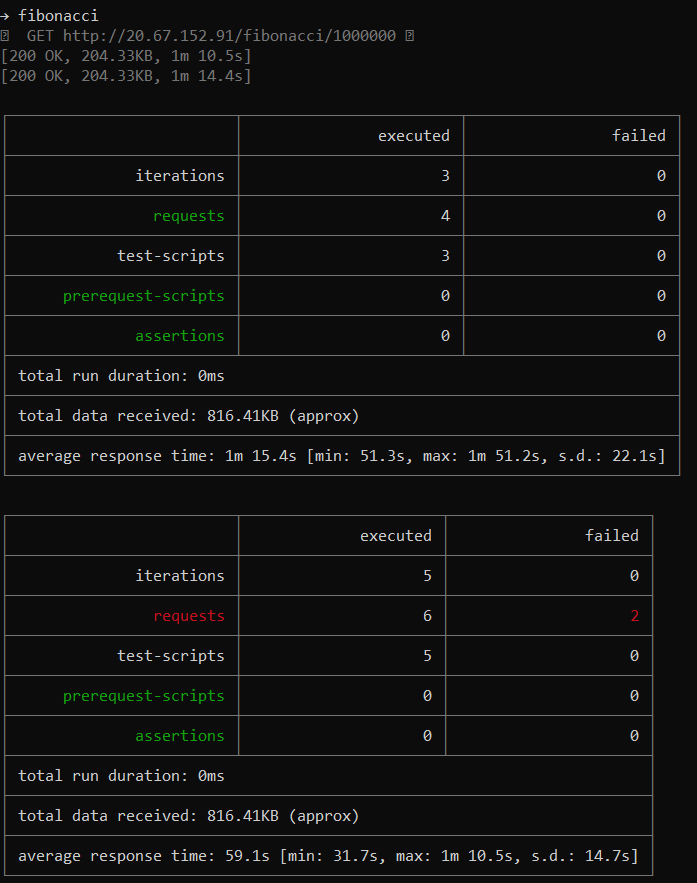 → fibonacci
GET http://20.67.152.91/fibonacci/1000000
[200 OK, 204.33KB, 1m 10.5s]
[200 OK, 204.33KB, 1m 14.4s]
executed failed
iterations 3 0
requests 4 0
test-scripts 3 0
prerequest-scripts 0 0
assertions 0 0
total run duration: 0ms
total data received: 816.41KB (approx)
average response time: 1m 15.4s [min: 51.3s, max: 1m 51.2s, s.d.: 22.1s]
executed failed
iterations 5 0
requests 6 2
test-scripts 5 0
prerequest-scripts 0 0
assertions 0 0
total run duration: 0ms
total data received: 816.41KB (approx)
average response time: 59.1s [min: 31.7s, max: 1m 10.5s, s.d.: 14.7s]